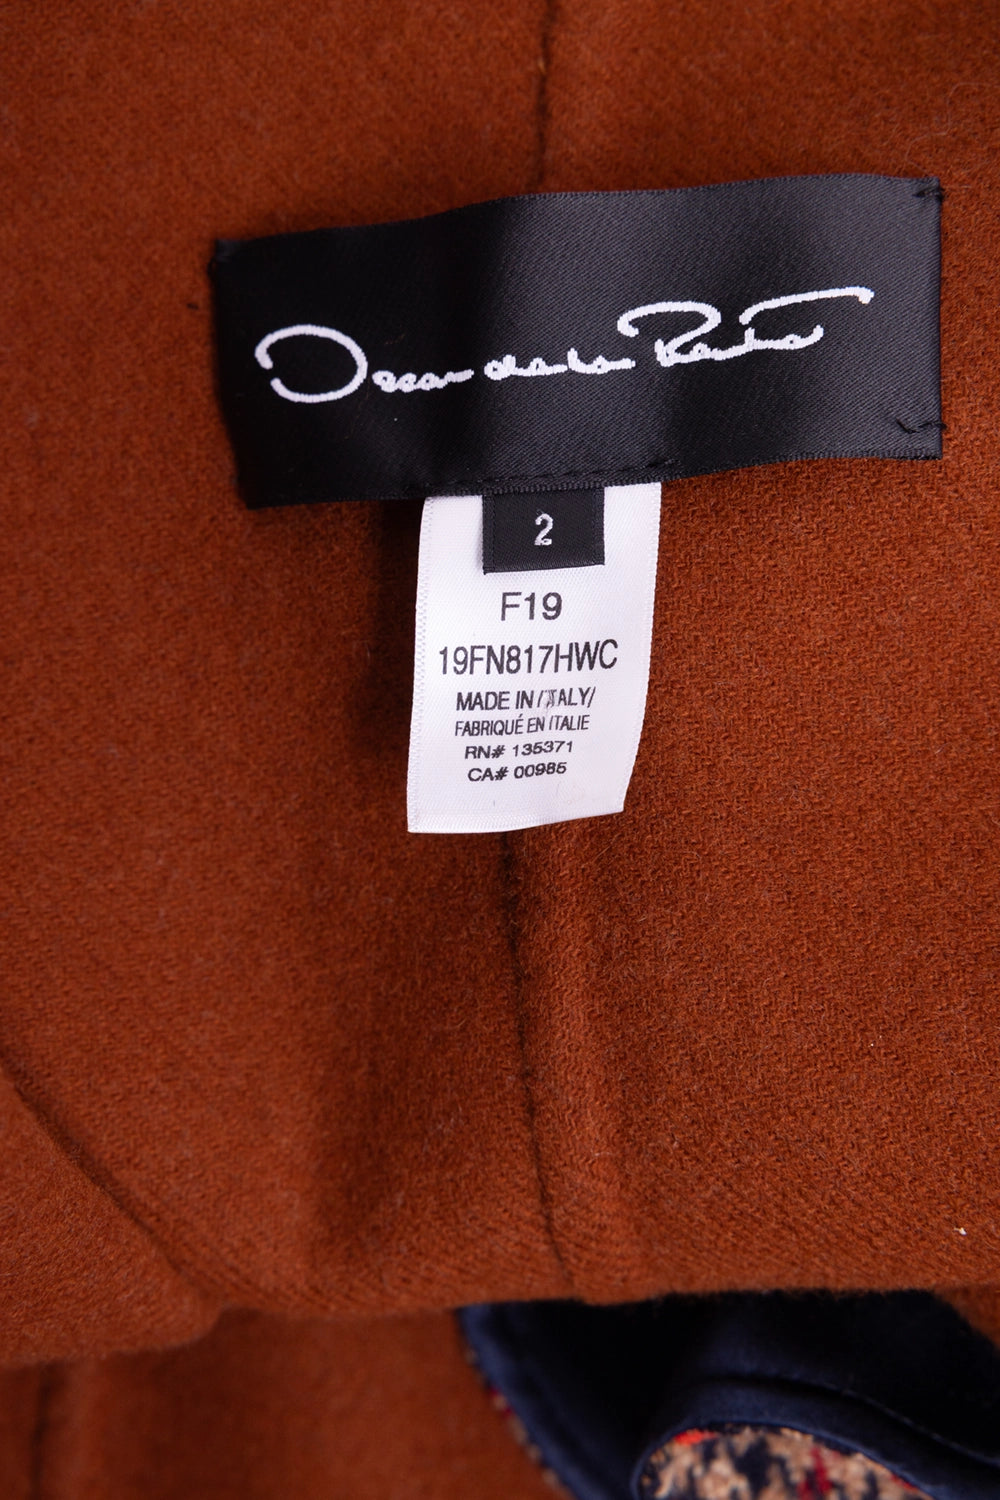 Oscar de la Renta
2
F19
19FN817HWC
MADE IN ITALY/
FABRIQUÉ EN ITALIE
RN# 135371
CA# 00985